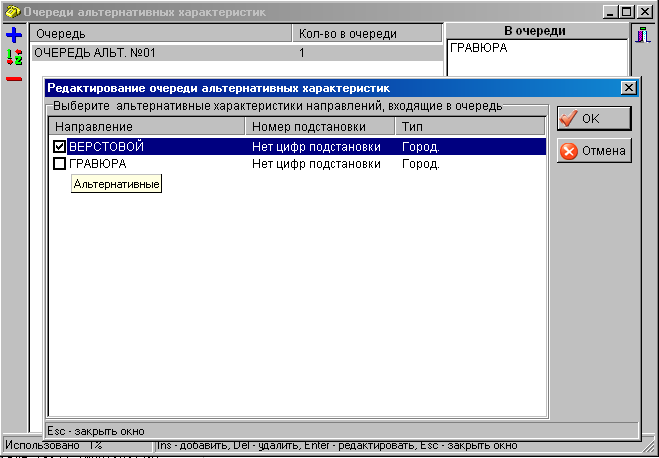 Очереди альтернативных характеристик
Очередь Кол-во в очереди В очереди
ОЧЕРЕДЬ АЛЬТ. №01 1 ГРАВЮРА
Редактирование очереди альтернативных характеристик
Выберите альтернативные характеристики направлений, входящие в очередь
Направление Номер подстановки Тип
ВЕРСТОВОЙ Нет цифр подстановки Город.
ГРАВЮРА Нет цифр подстановки Город.
Альтернативные
OK
Отмена
Esc - закрыть окно
Использовано 1% Ins - добавить, Del - удалить, Enter - редактировать, Esc - закрыть окно